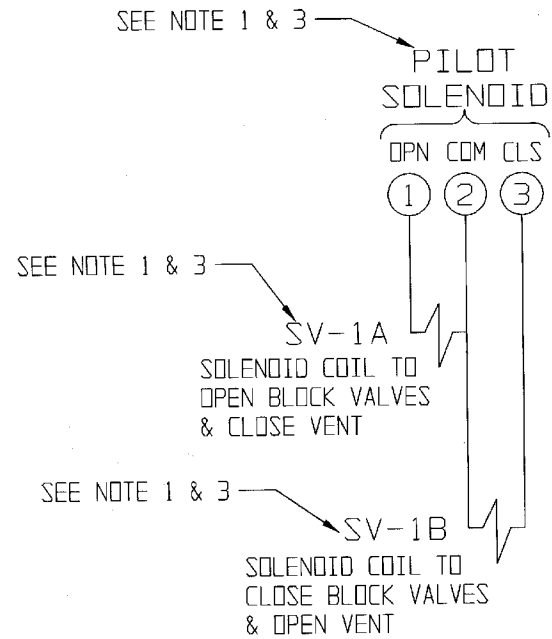 SEE NOTE 1 & 3
PILOT
SOLENOID
OPN COM CLS
1 2 3
SEE NOTE 1 & 3
SV-1A
SOLENOID COIL TO
OPEN BLOCK VALVES
& CLOSE VENT
SEE NOTE 1 & 3
SV-1B
SOLENOID COIL TO
CLOSE BLOCK VALVES
& OPEN VENT